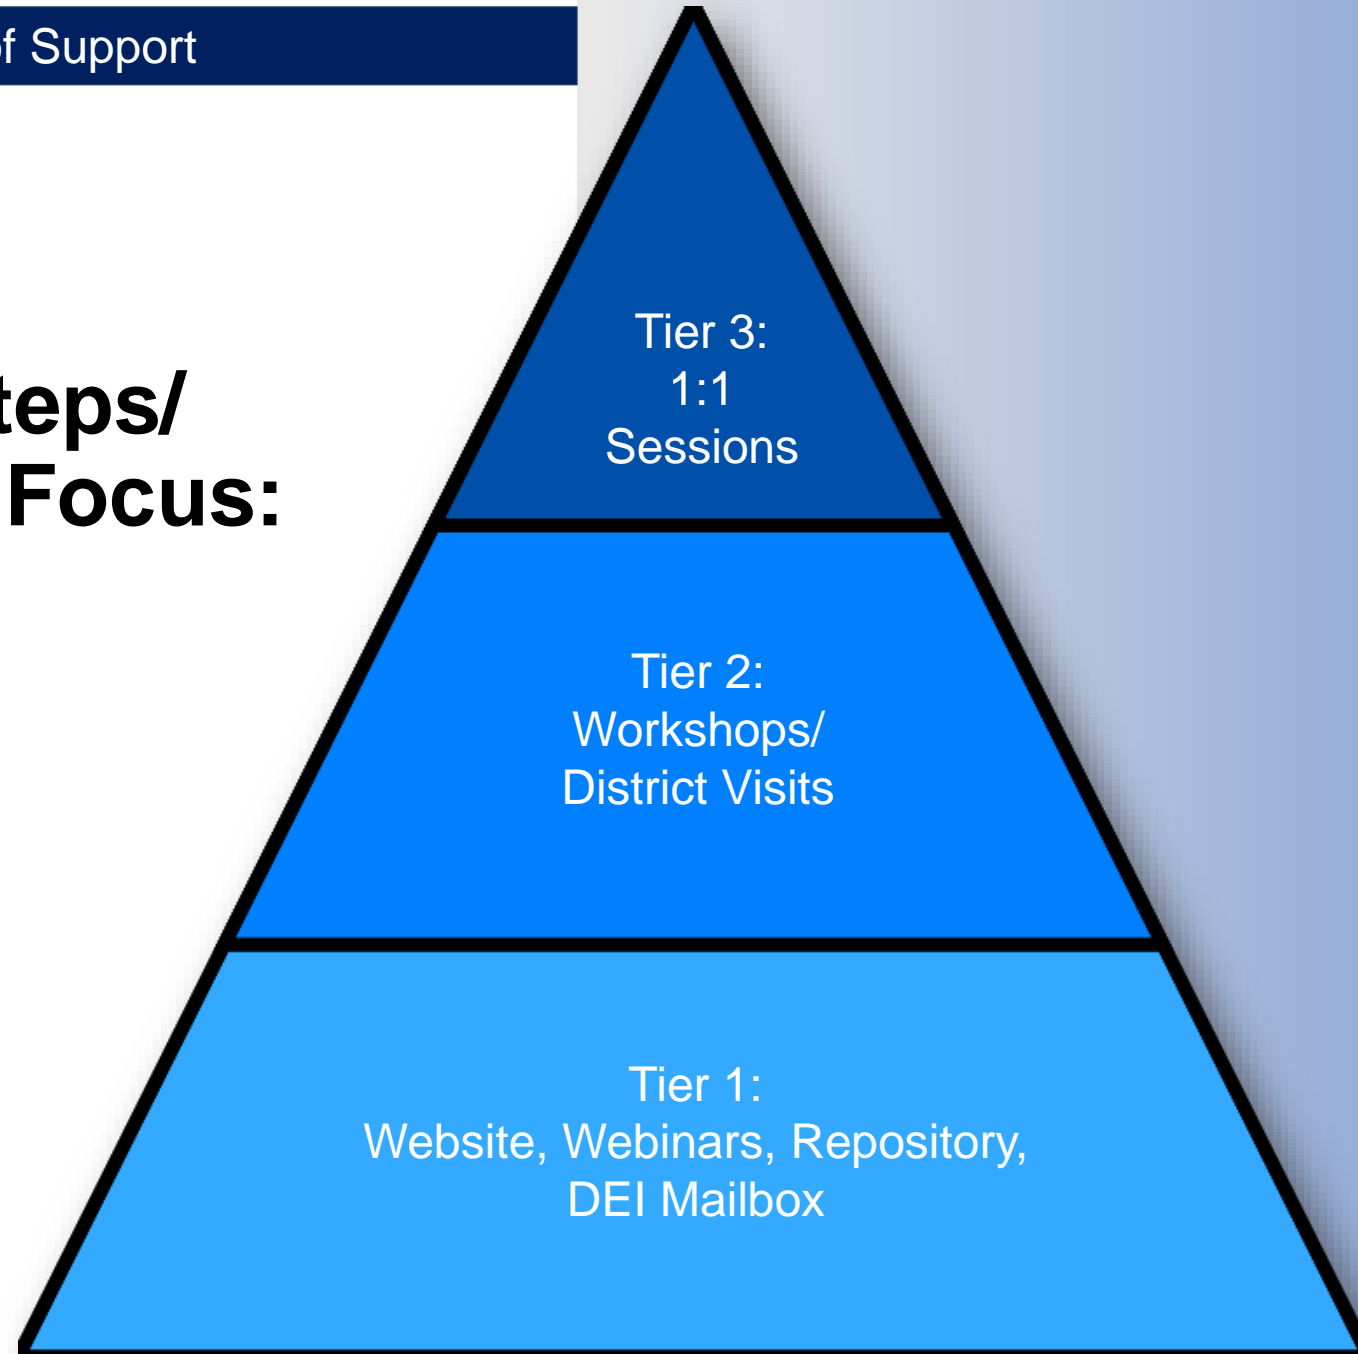 of Support
teps/
Focus:
Tier 3:
1:1
Sessions
Tier 2:
Workshops/
District Visits
Tier 1:
Website, Webinars, Repository,
DEI Mailbox